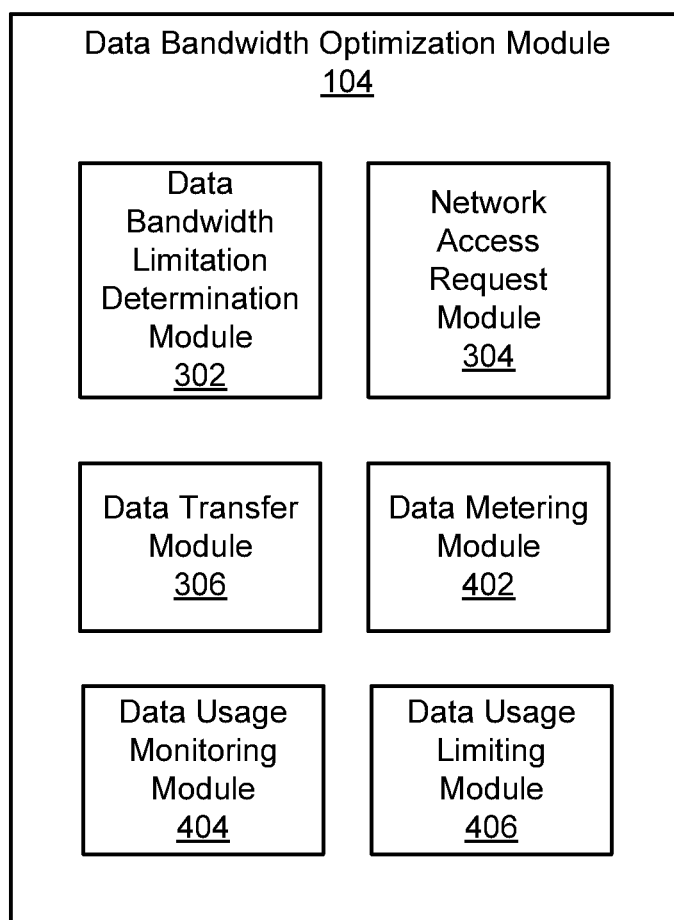 Data Bandwidth Optimization Module
104
Data
Bandwidth
Limitation
Determination
Module
302
Network
Access
Request
Module
304
Data Transfer
Module
306
Data Metering
Module
402
Data Usage
Monitoring
Module
404
Data Usage
Limiting
Module
406